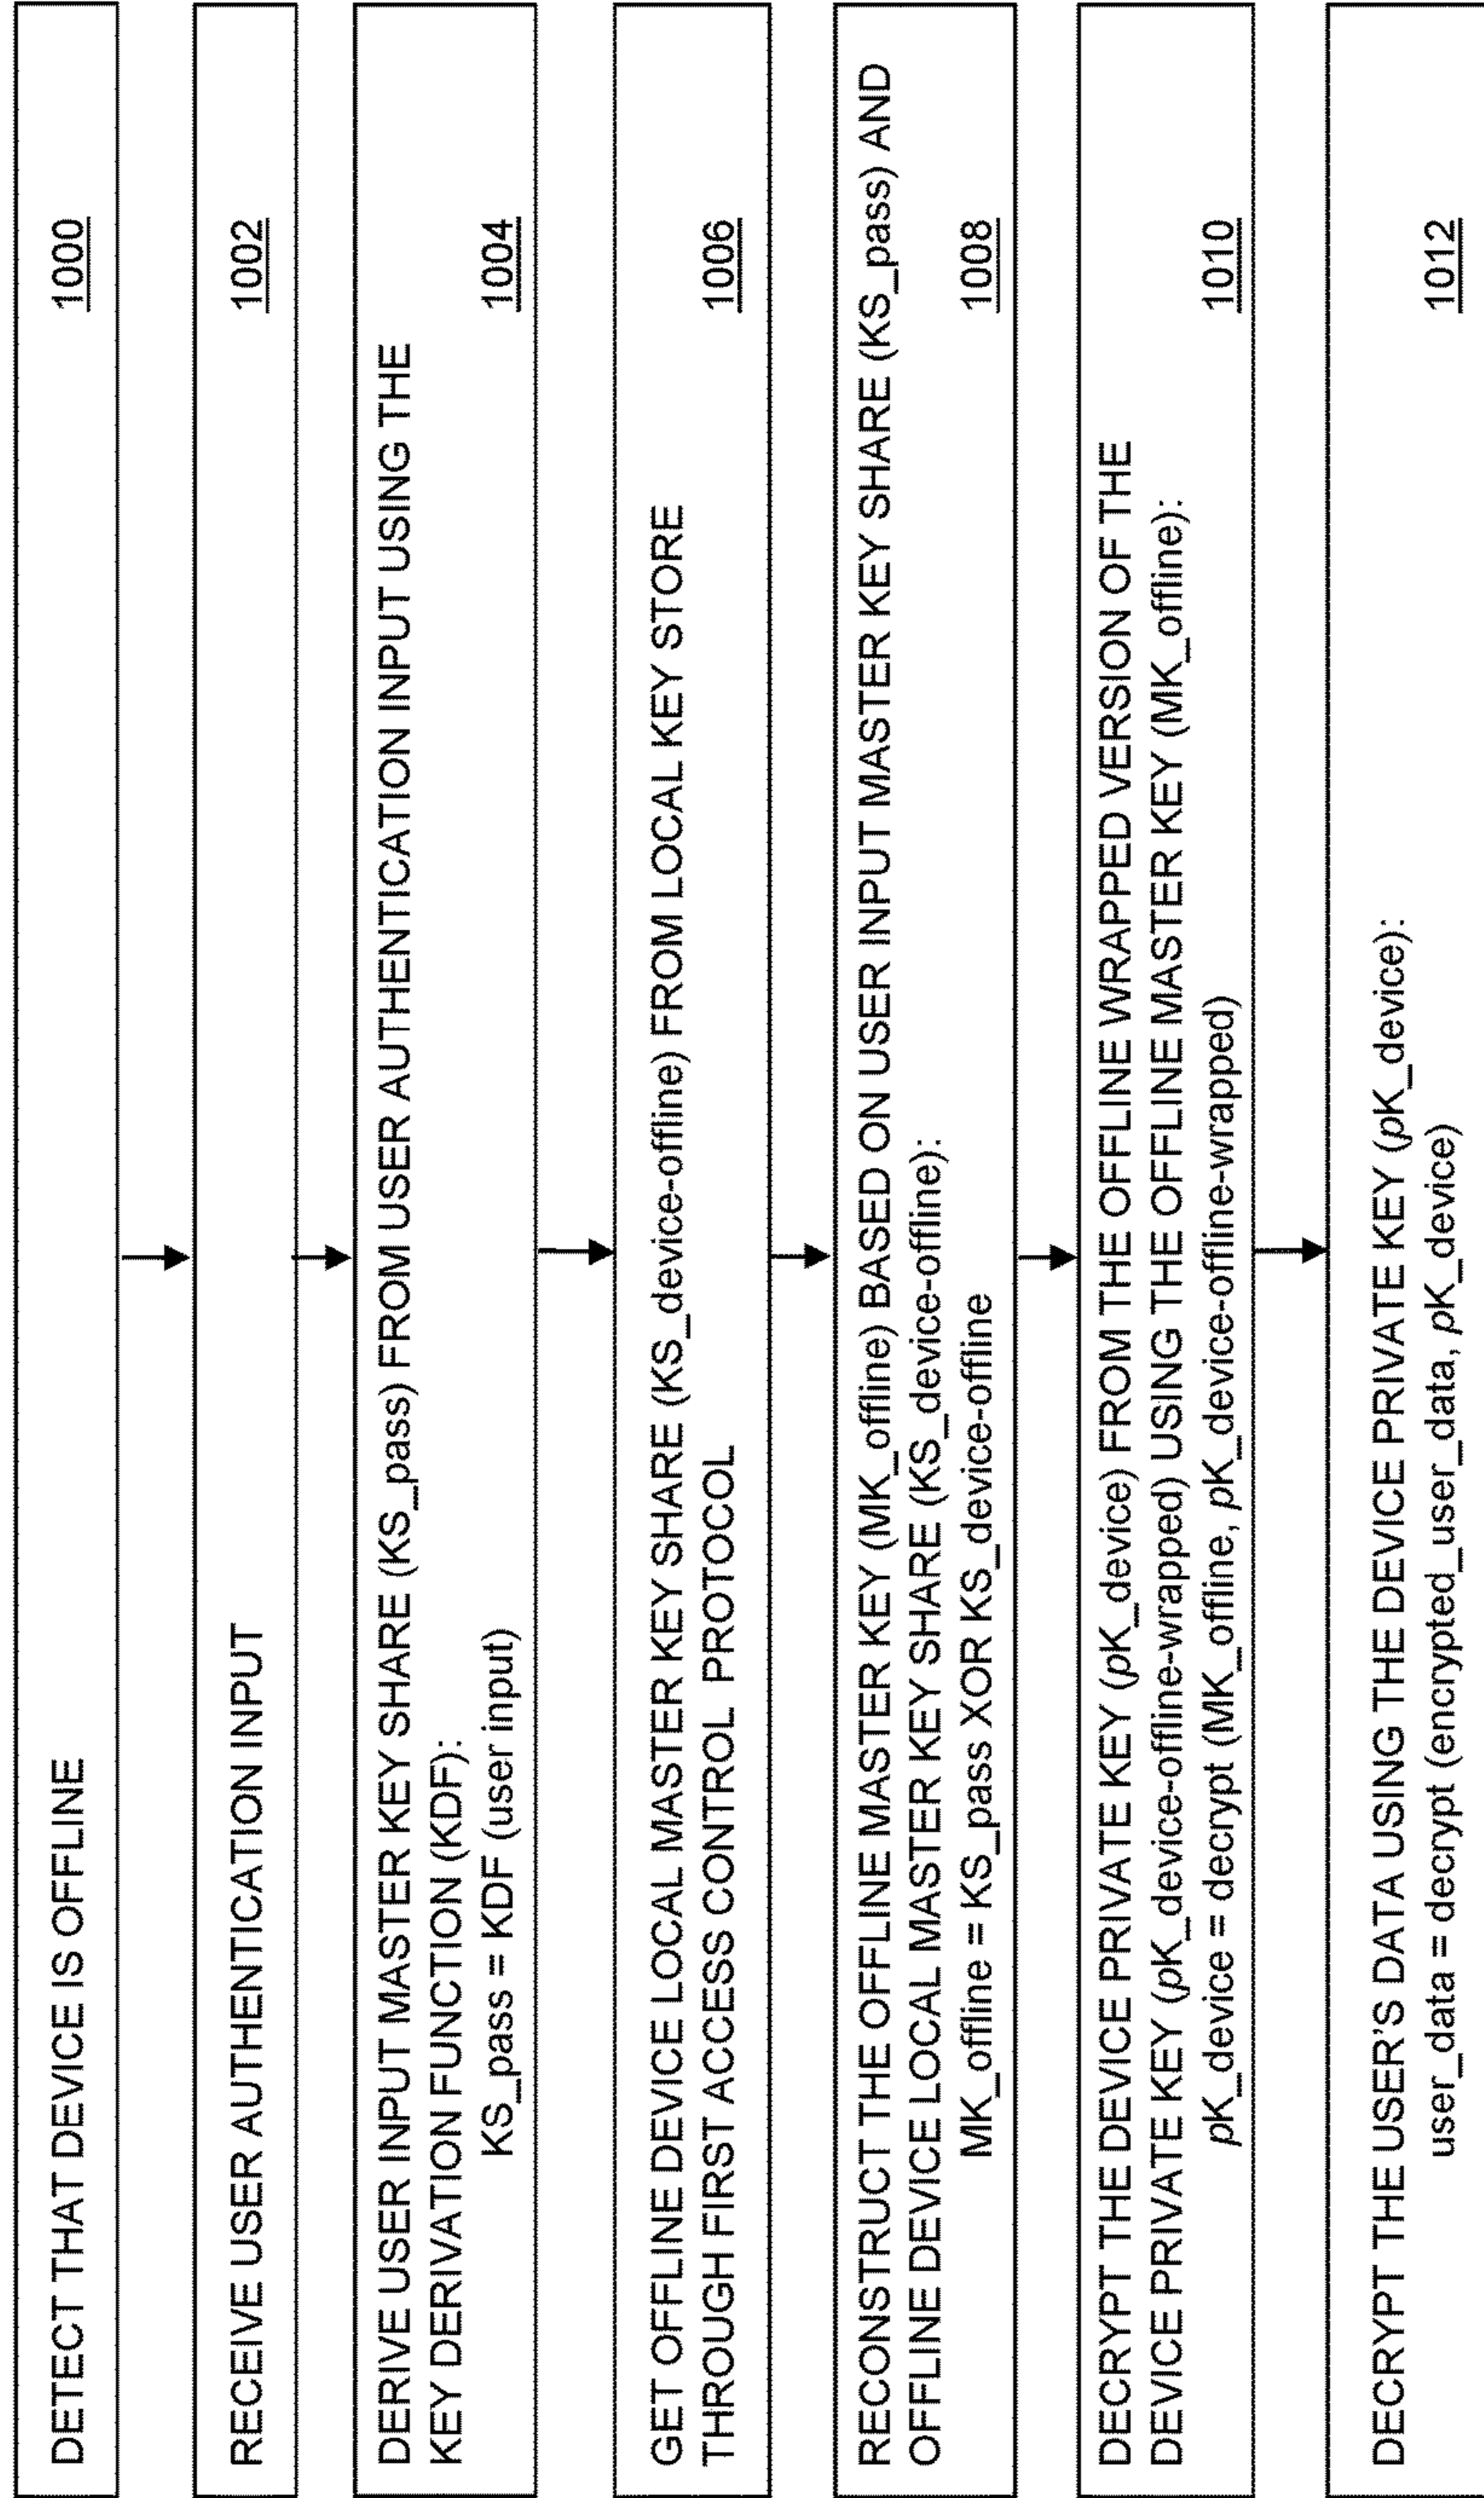 DETECT THAT DEVICE IS OFFLINE
1000
RECEIVE USER AUTHENTICATION INPUT
1002
DERIVE USER INPUT MASTER KEY SHARE (KS_pass) FROM USER AUTHENTICATION INPUT USING THE
KEY DERIVATION FUNCTION (KDF):
KS_pass = KDF (user input)
1004
GET OFFLINE DEVICE LOCAL MASTER KEY SHARE (KS_device-offline) FROM LOCAL KEY STORE
THROUGH FIRST ACCESS CONTROL PROTOCOL
1006
RECONSTRUCT THE OFFLINE MASTER KEY (MK_offline) BASED ON USER INPUT MASTER KEY SHARE (KS_pass) AND
OFFLINE DEVICE LOCAL MASTER KEY SHARE (KS_device-offline):
MK_offline = KS_pass XOR KS_device-offline
1008
DECRYPT THE DEVICE PRIVATE KEY (pK_device) FROM THE OFFLINE WRAPPED VERSION OF THE
DEVICE PRIVATE KEY (pK_device-offline-wrapped) USING THE OFFLINE MASTER KEY (MK_offline):
pK_device = decrypt (MK_offline, pK_device-offline-wrapped)
1010
DECRYPT THE USER'S DATA USING THE DEVICE PRIVATE KEY (pK_device):
user_data = decrypt (encrypted_user_data, pK_device)
1012